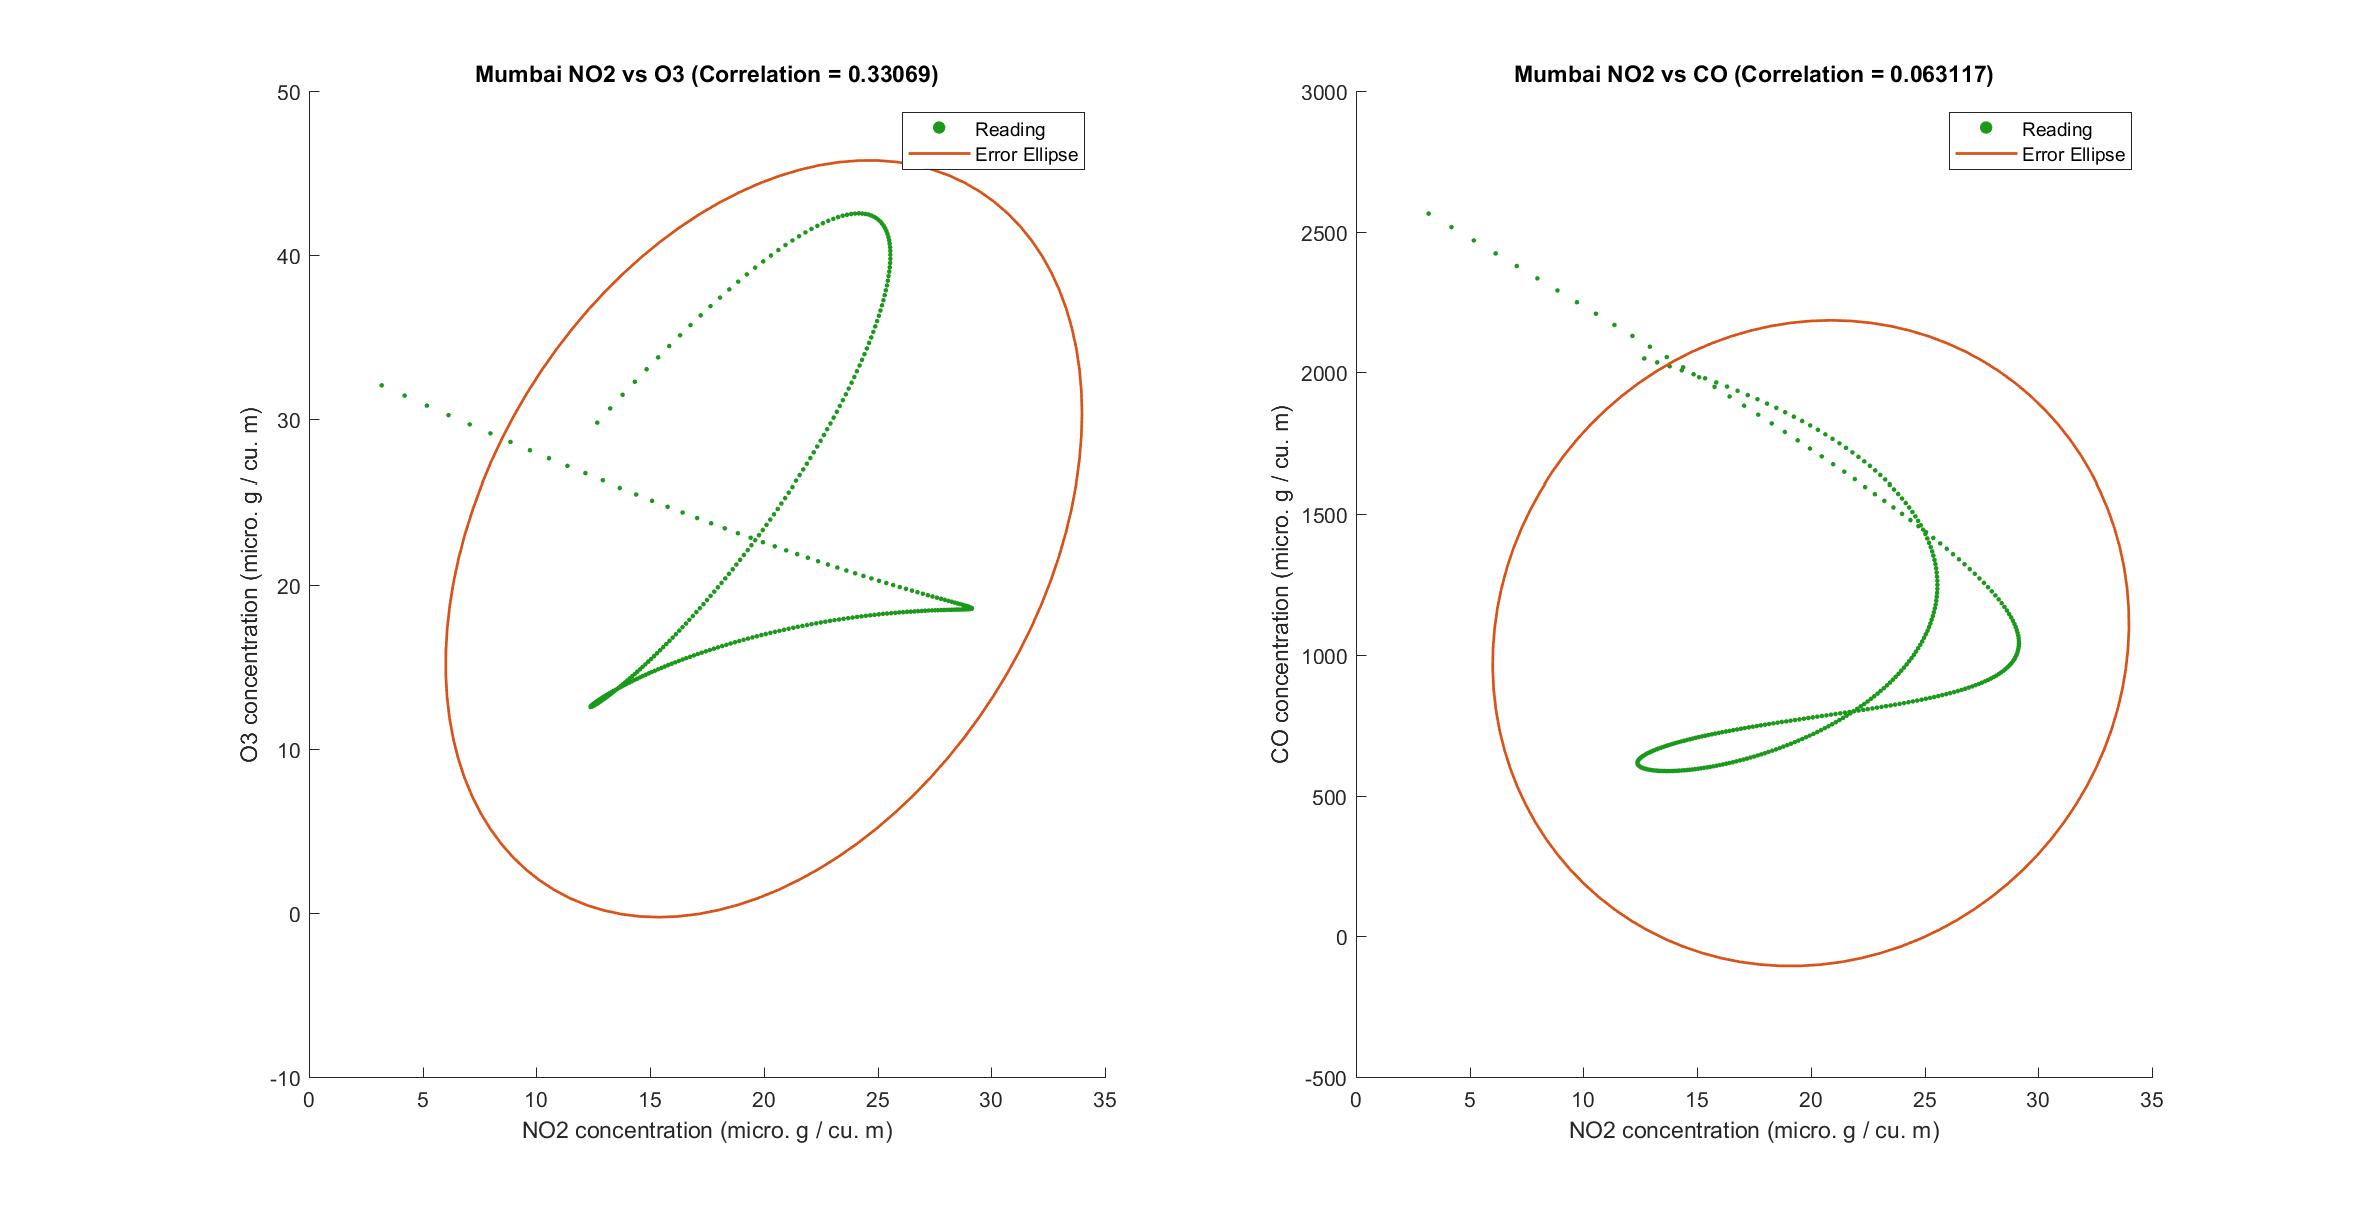 Mumbai NO2 vs O3 (Correlation = 0.33069)
50
40
30
20
10
0
-10
O3 concentration (micro. g / cu. m)
Reading
Error Ellipse
0 5 10 15 20 25 30 35
NO2 concentration (micro. g / cu. m)
Mumbai NO2 vs CO (Correlation = 0.063117)
3000
2500
2000
1500
1000
500
0
-500
CO concentration (micro. g / cu. m)
Reading
Error Ellipse
0 5 10 15 20 25 30 35
NO2 concentration (micro. g / cu. m)